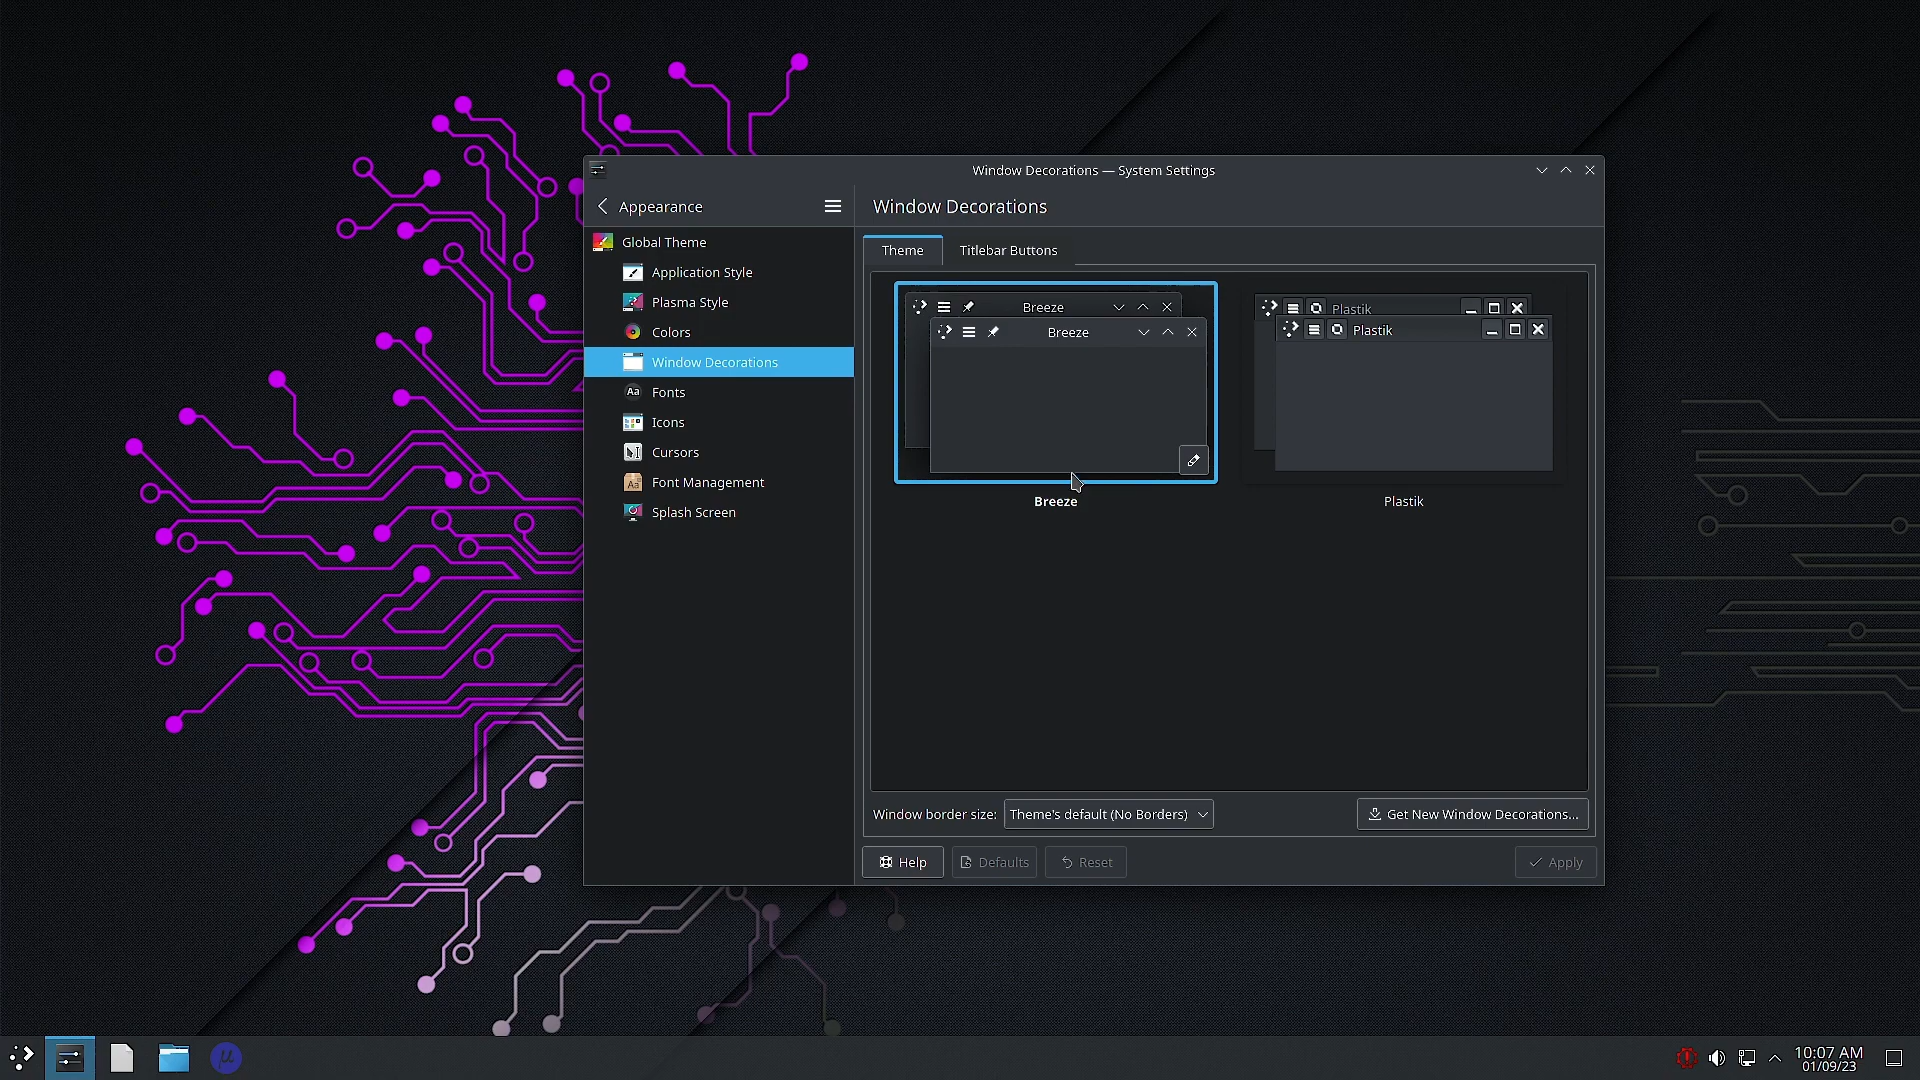 Window Decorations — System Settings
Appearance
Window Decorations
Global Theme
Application Style
Plasma Style
Colors
Window Decorations
Aa Fonts
Icons
Cursors
Aa Font Management
Splash Screen
Theme
Titlebar Buttons
Breeze
Breeze
Breeze
Plastik
Plastik
Plastik
Window border size: Theme's default (No Borders)
Get New Window Decorations...
Help
Defaults
Reset
Apply
μ
10:07 AM
01/09/23